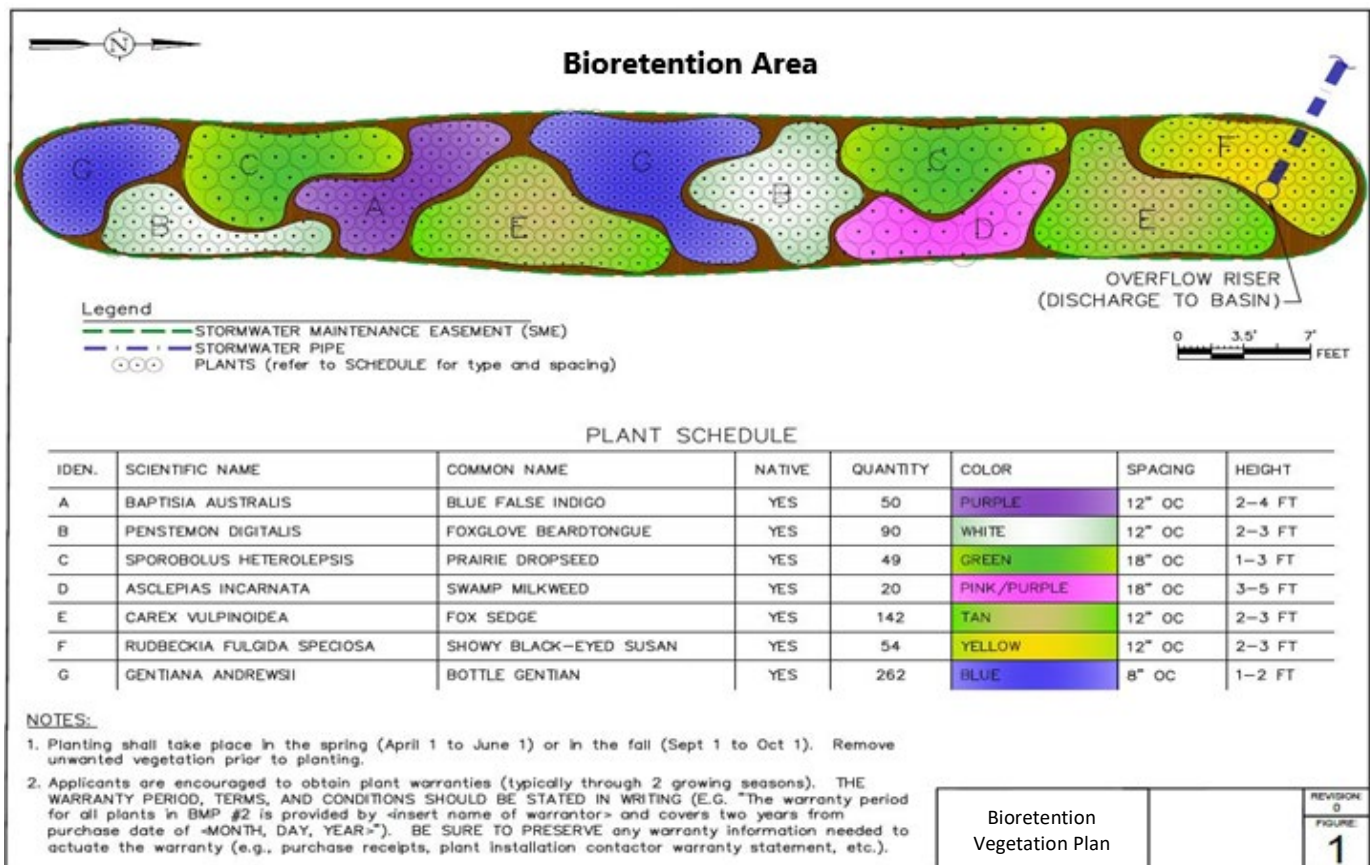 N
Bioretention Area
G
C
B
A
E
G
B
C
D
E
F
OVERFLOW RISER
(DISCHARGE TO BASIN)
Legend
STORMWATER MAINTENANCE EASEMENT (SME)
STORMWATER PIPE
PLANTS (refer to SCHEDULE for type and spacing)
0 3.5' 7'
FEET
PLANT SCHEDULE
IDEN. SCIENTIFIC NAME COMMON NAME NATIVE QUANTITY COLOR SPACING HEIGHT
A BAPTISIA AUSTRALIS BLUE FALSE INDIGO YES 50 PURPLE 12" OC 2-4 FT
B PENSTEMON DIGITALIS FOXGLOVE BEARDTONGUE YES 90 WHITE 12" OC 2-3 FT
C SPOROBOLUS HETEROLEPSIS PRAIRIE DROPSEED YES 49 GREEN 18" OC 1-3 FT
D ASCLEPIAS INCARNATA SWAMP MILKWEED YES 20 PINK/PURPLE 18" OC 3-5 FT
E CAREX VULPINOIDEA FOX SEDGE YES 142 TAN 12" OC 2-3 FT
F RUDBECKIA FULGIDA SPECIOSA SHOWY BLACK-EYED SUSAN YES 54 YELLOW 12" OC 2-3 FT
G GENTIANA ANDREWSII BOTTLE GENTIAN YES 262 BLUE 8" OC 1-2 FT
NOTES:
1. Planting shall take place in the spring (April 1 to June 1) or in the fall (Sept 1 to Oct 1). Remove
unwanted vegetation prior to planting.
2. Applicants are encouraged to obtain plant warranties (typically through 2 growing seasons). THE
WARRANTY PERIOD, TERMS, AND CONDITIONS SHOULD BE STATED IN WRITING (E.G. "The warranty period
for all plants in BMP #2 is provided by <insert name of warrantor> and covers two years from
purchase date of <MONTH, DAY, YEAR>"). BE SURE TO PRESERVE any warranty information needed to
actuate the warranty (e.g., purchase receipts, plant installation contactor warranty statement, etc.).
Bioretention
Vegetation Plan
REVISION:
0
FIGURE:
1